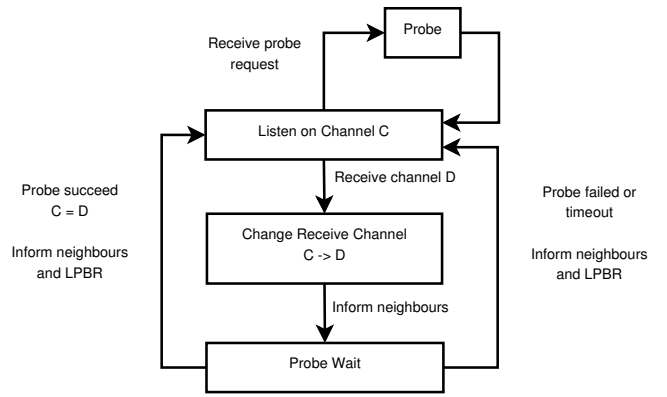 Probe
Receive probe
request
Listen on Channel C
Receive channel D
Probe succeed
C = D
Inform neighbours
and LPBR
Change Receive Channel
C -> D
Probe failed or
timeout
Inform neighbours
and LPBR
Inform neighbours
Probe Wait